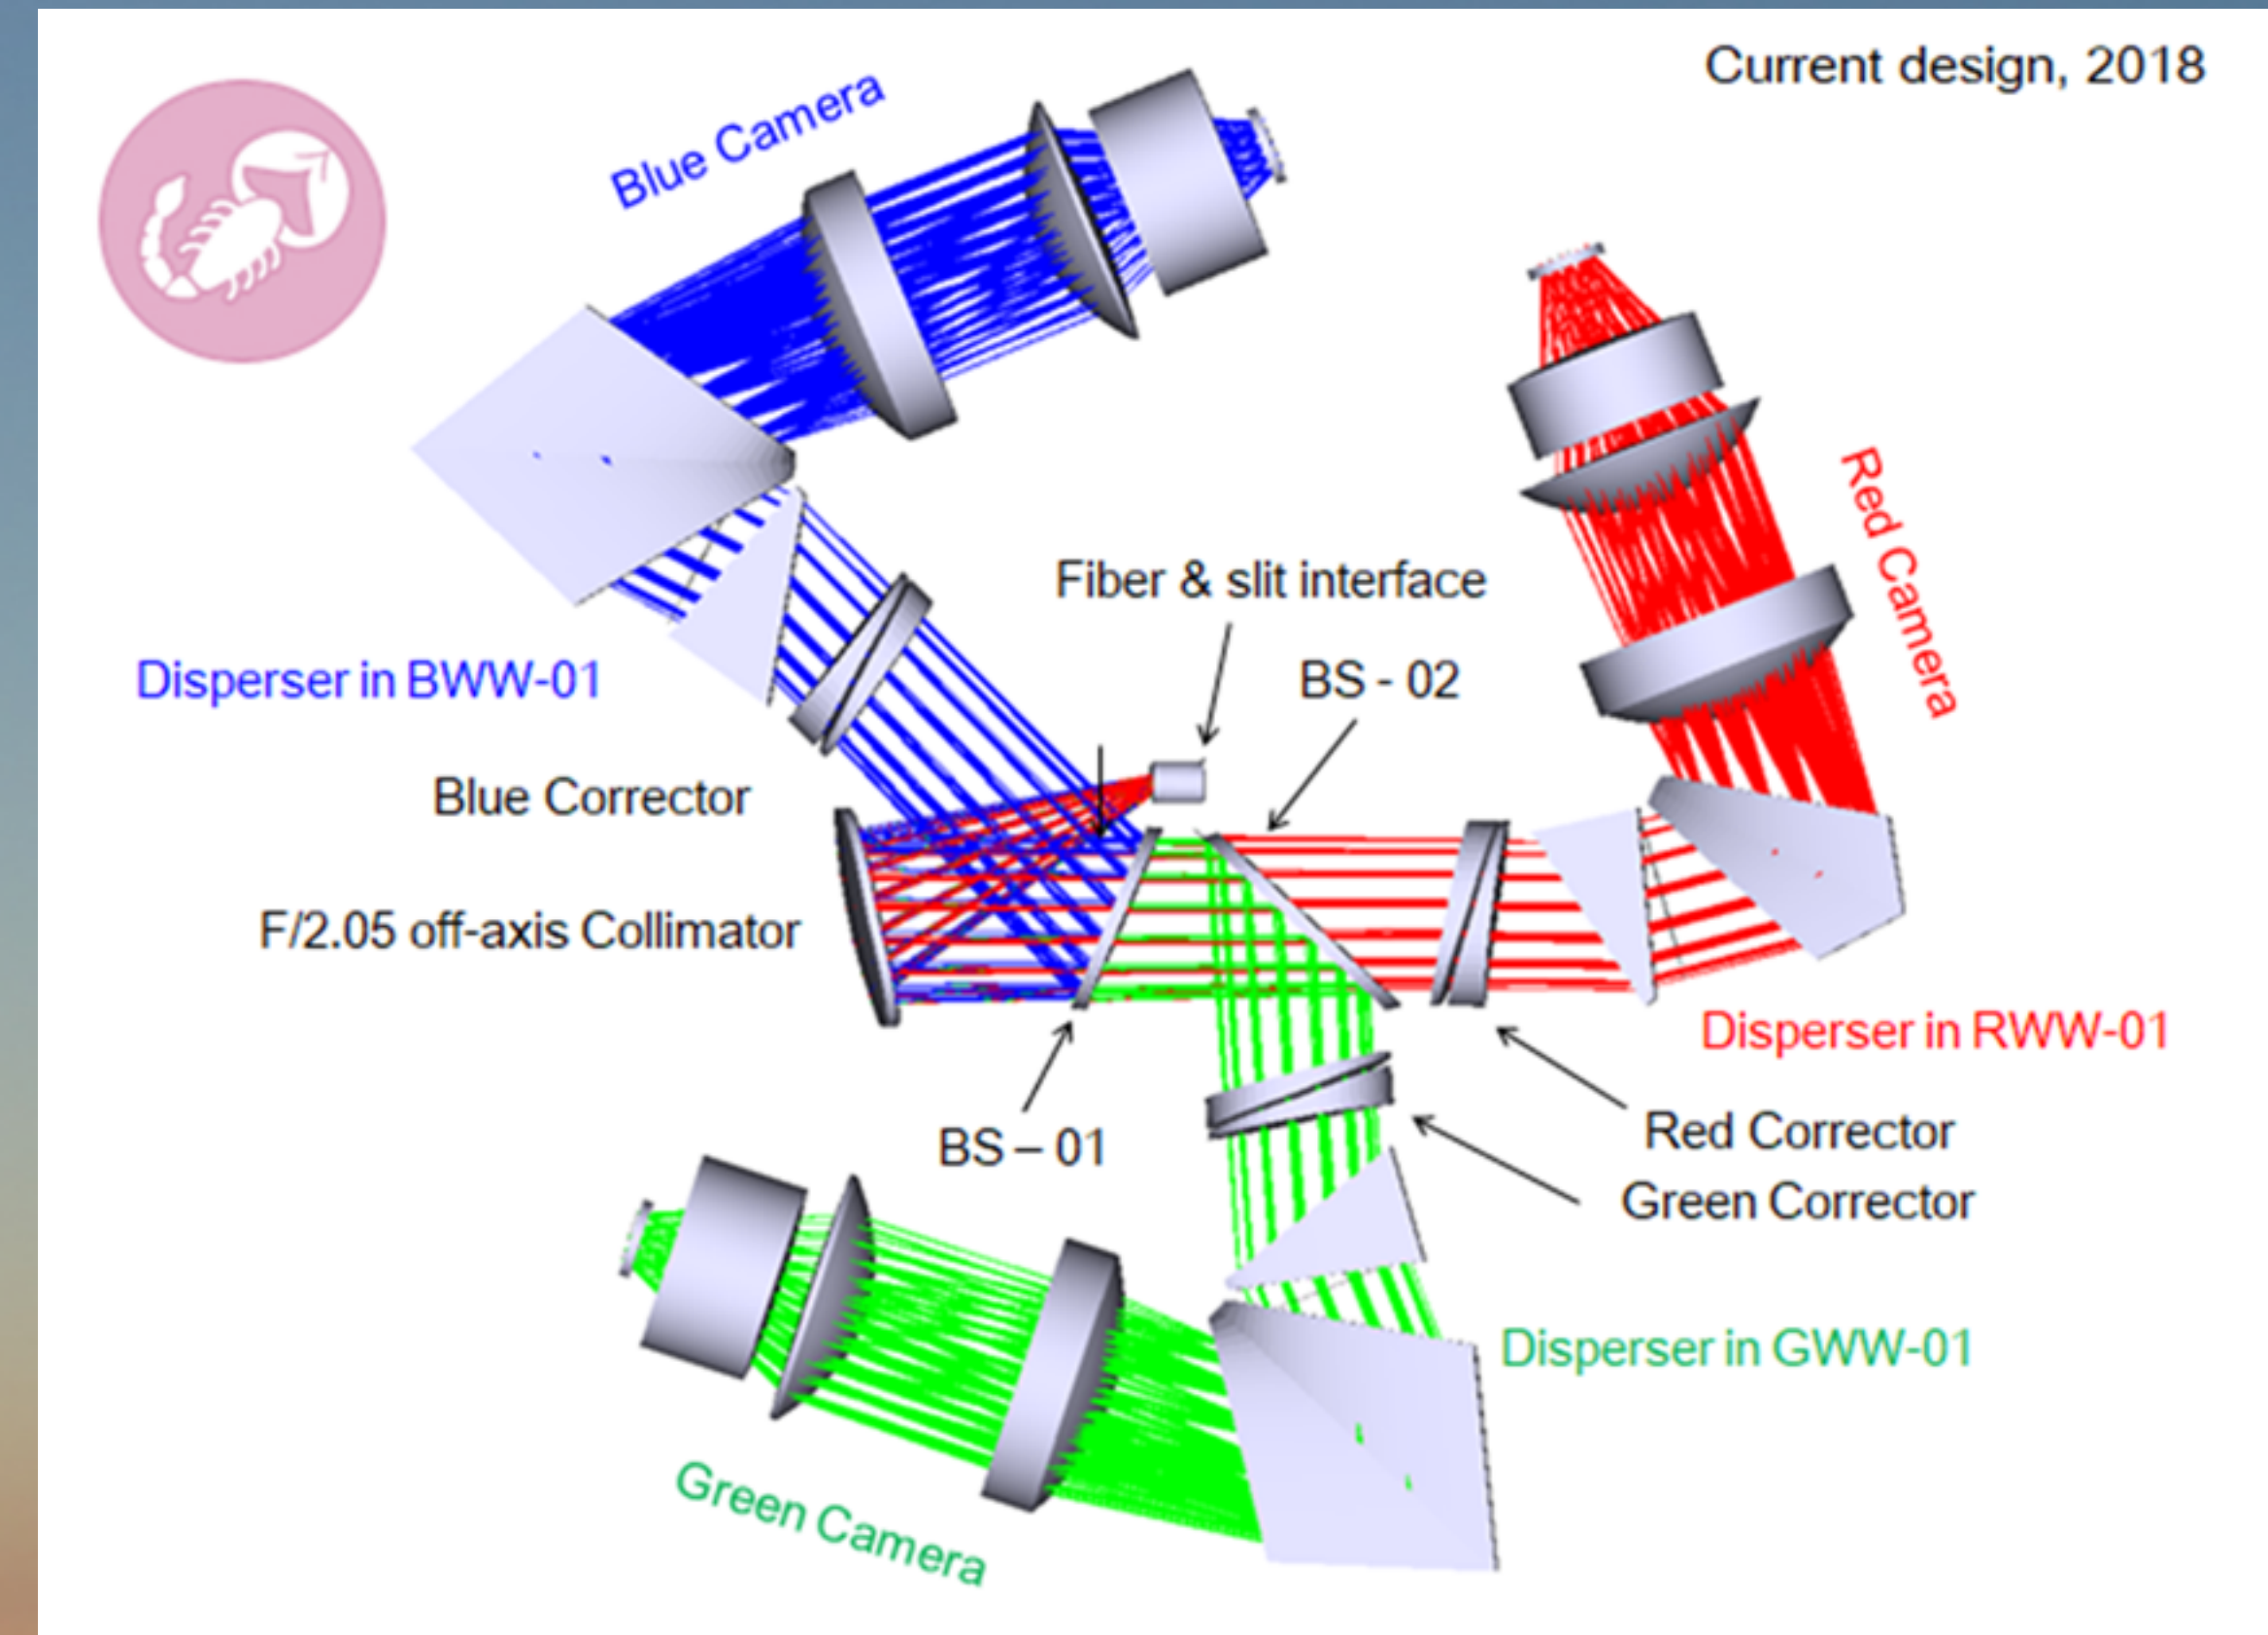 Current design, 2018
Blue Camera
Red Camera
Fiber & slit interface
BS - 02
Disperser in BWW-01
Blue Corrector
F/2.05 off-axis Collimator
Disperser in RWW-01
BS – 01
Red Corrector
Green Corrector
Disperser in GWW-01
Green Camera